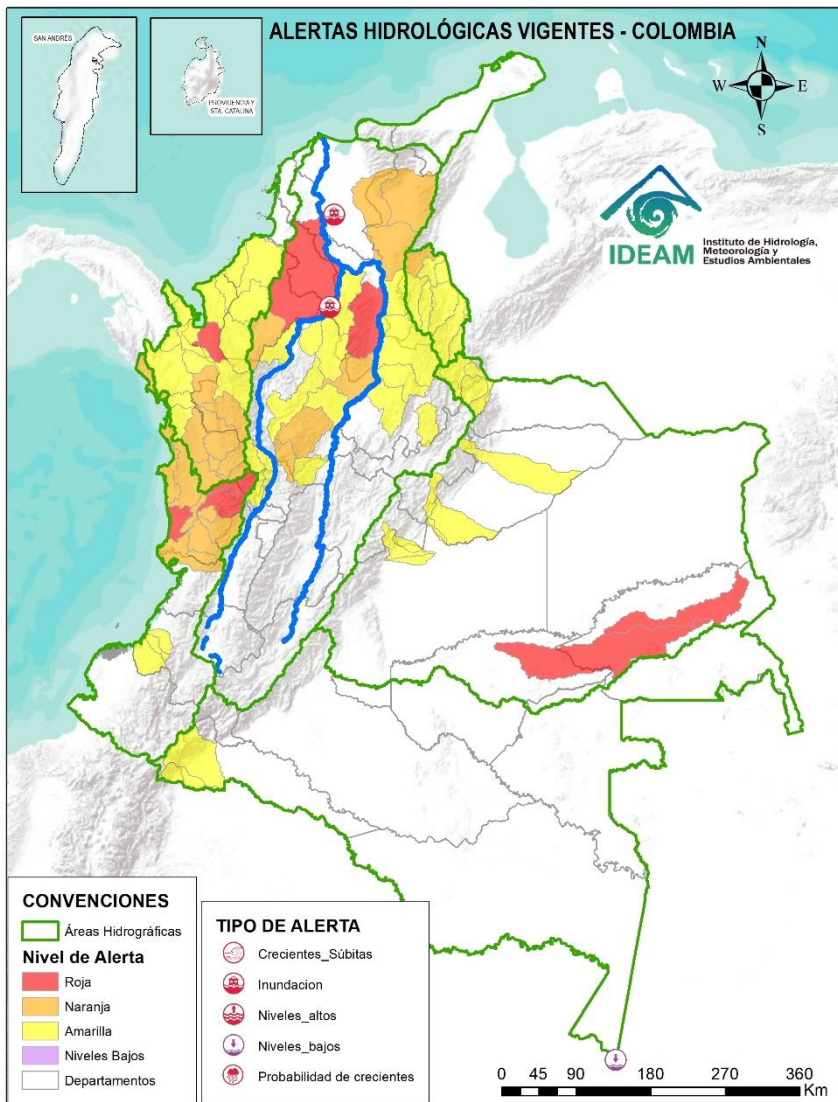 ALERTAS HIDROLÓGICAS VIGENTES - COLOMBIA
SAN ANDRÉS
PROVIDENCIA Y
STA. CATALINA
N
W
E
S
IDEAM
Instituto de Hidrología,
Meteorología y
Estudios Ambientales
CONVENCIONES
Áreas Hidrográficas
Nivel de Alerta
Roja
Naranja
Amarilla
Niveles Bajos
Departamentos
TIPO DE ALERTA
Crecientes_Súbitas
Inundacion
Niveles_altos
Niveles_bajos
Probabilidad de crecientes
0 45 90 180 270 360
Km